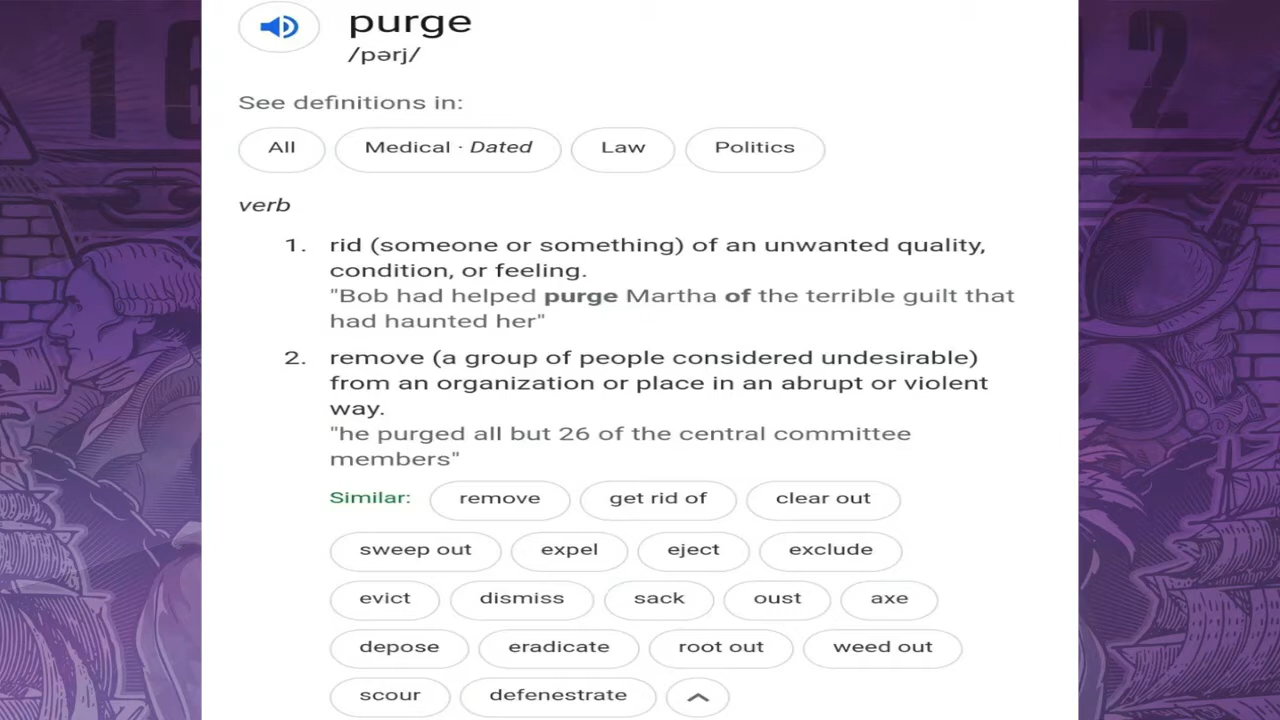 purge
/pərj/
See definitions in:
All
Medical · Dated
Law
Politics
verb
1. rid (someone or something) of an unwanted quality,
condition, or feeling.
"Bob had helped purge Martha of the terrible guilt that
had haunted her"
2. remove (a group of people considered undesirable)
from an organization or place in an abrupt or violent
way.
"he purged all but 26 of the central committee
members"
Similar: remove get rid of clear out
sweep out expel eject exclude
evict dismiss sack oust axe
depose eradicate root out weed out
scour defenestrate